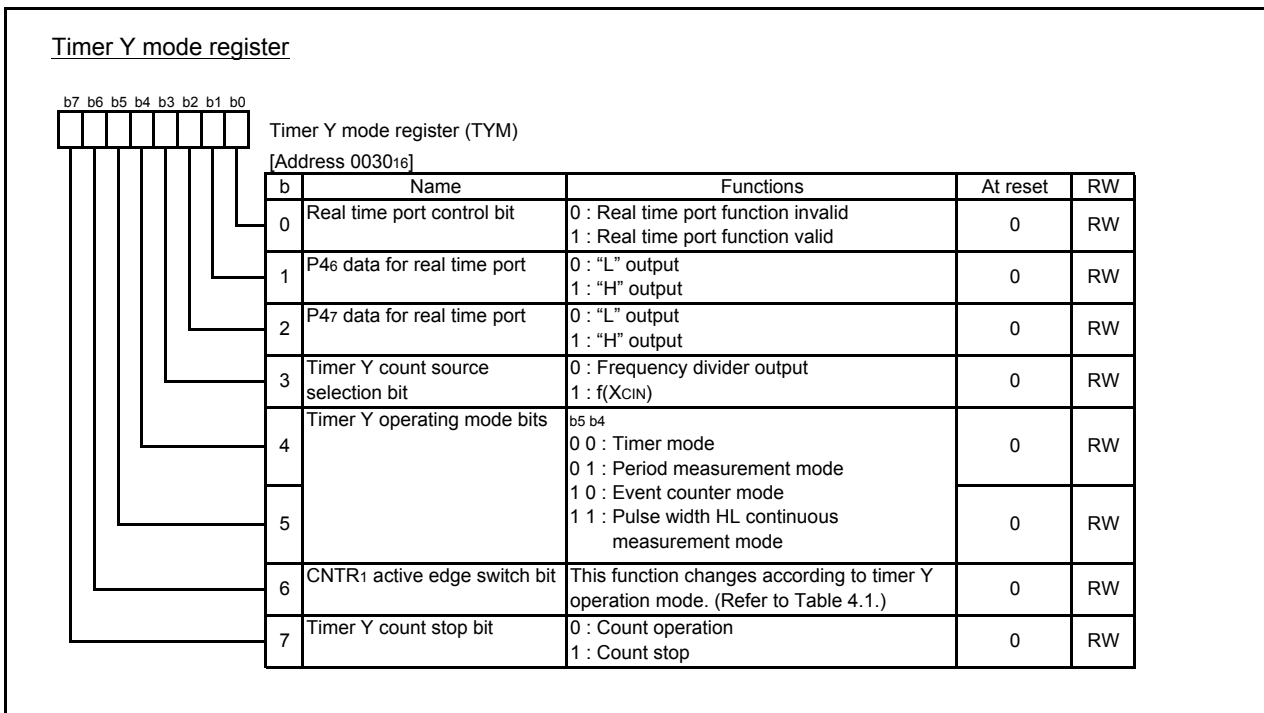 Timer Y mode register
b7 b6 b5 b4 b3 b2 b1 b0
Timer Y mode register (TYM)
[Address 003016]
b Name Functions At reset RW
0 Real time port control bit 0 : Real time port function invalid 0 RW
1 : Real time port function valid
1 P46 data for real time port 0 : “L” output 0 RW
1 : “H” output
2 P47 data for real time port 0 : “L” output 0 RW
1 : “H” output
3 Timer Y count source 0 : Frequency divider output 0 RW
selection bit 1 : f(XCIN)
4 Timer Y operating mode bits b5 b4 0 RW
0 0 : Timer mode
0 1 : Period measurement mode
1 0 : Event counter mode
5 1 1 : Pulse width HL continuous 0 RW
measurement mode
6 CNTR1 active edge switch bit This function changes according to timer Y 0 RW
operation mode. (Refer to Table 4.1.)
7 Timer Y count stop bit 0 : Count operation 0 RW
1 : Count stop